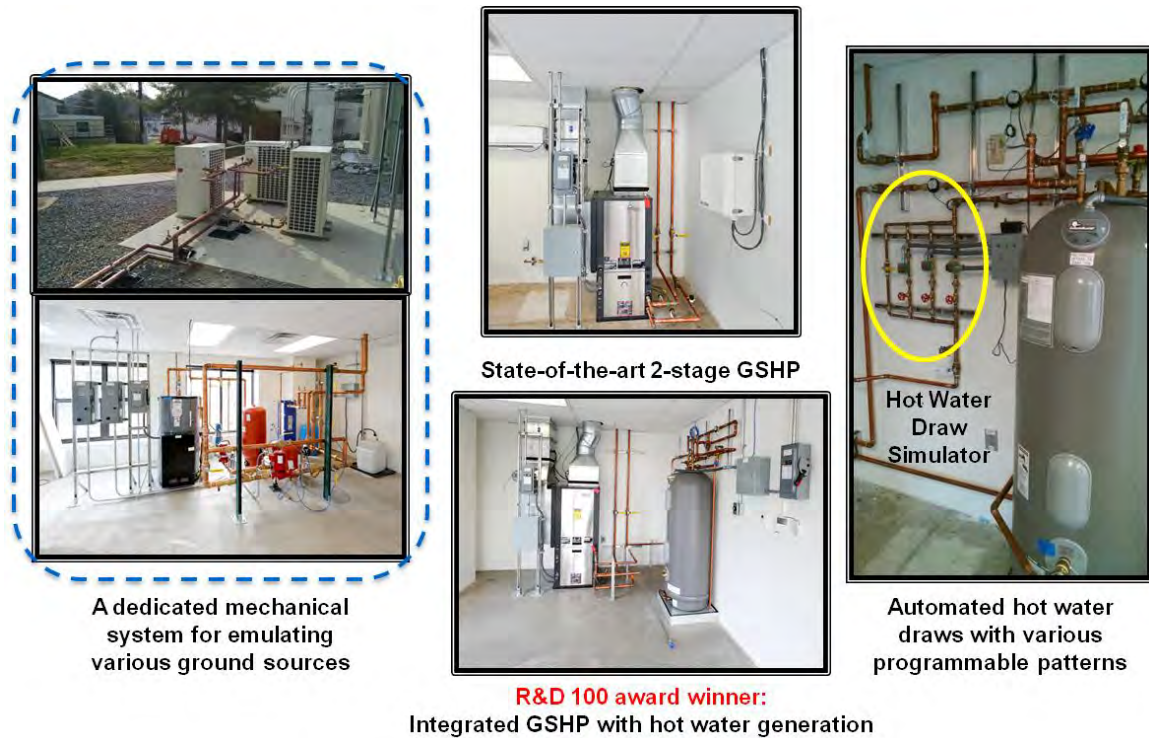 A dedicated mechanical
system for emulating
various ground sources
State-of-the-art 2-stage GSHP
R&D 100 award winner:
Integrated GSHP with hot water generation
Hot Water
Draw
Simulator
Automated hot water
draws with various
programmable patterns